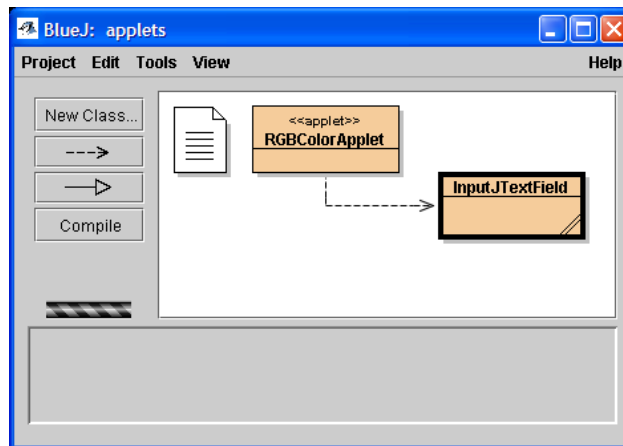 BlueJ: applets
Project Edit Tools View Help
New Class...
Compile
<<applet>>
RGBColorApplet
InputJTextField